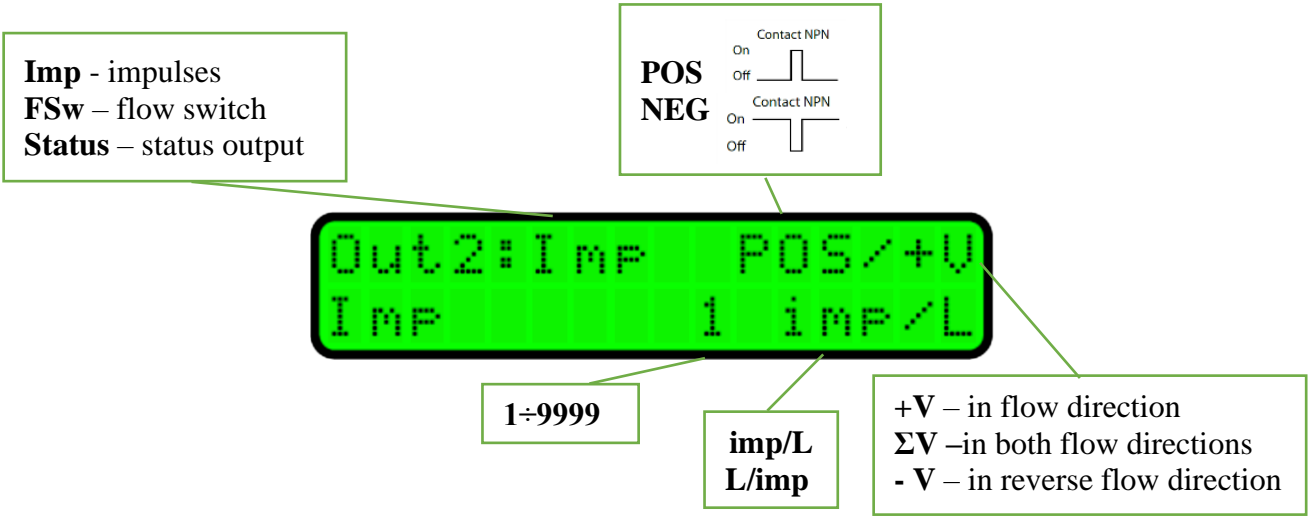 Imp - impulses
FSw – flow switch
Status – status output
POS
NEG
Contact NPN
On
Off
Contact NPN
On
Off
Out2:Imp POS/+V
Imp 1 imp/L
1÷9999
imp/L
L/imp
+V – in flow direction
ΣV –in both flow directions
- V – in reverse flow direction